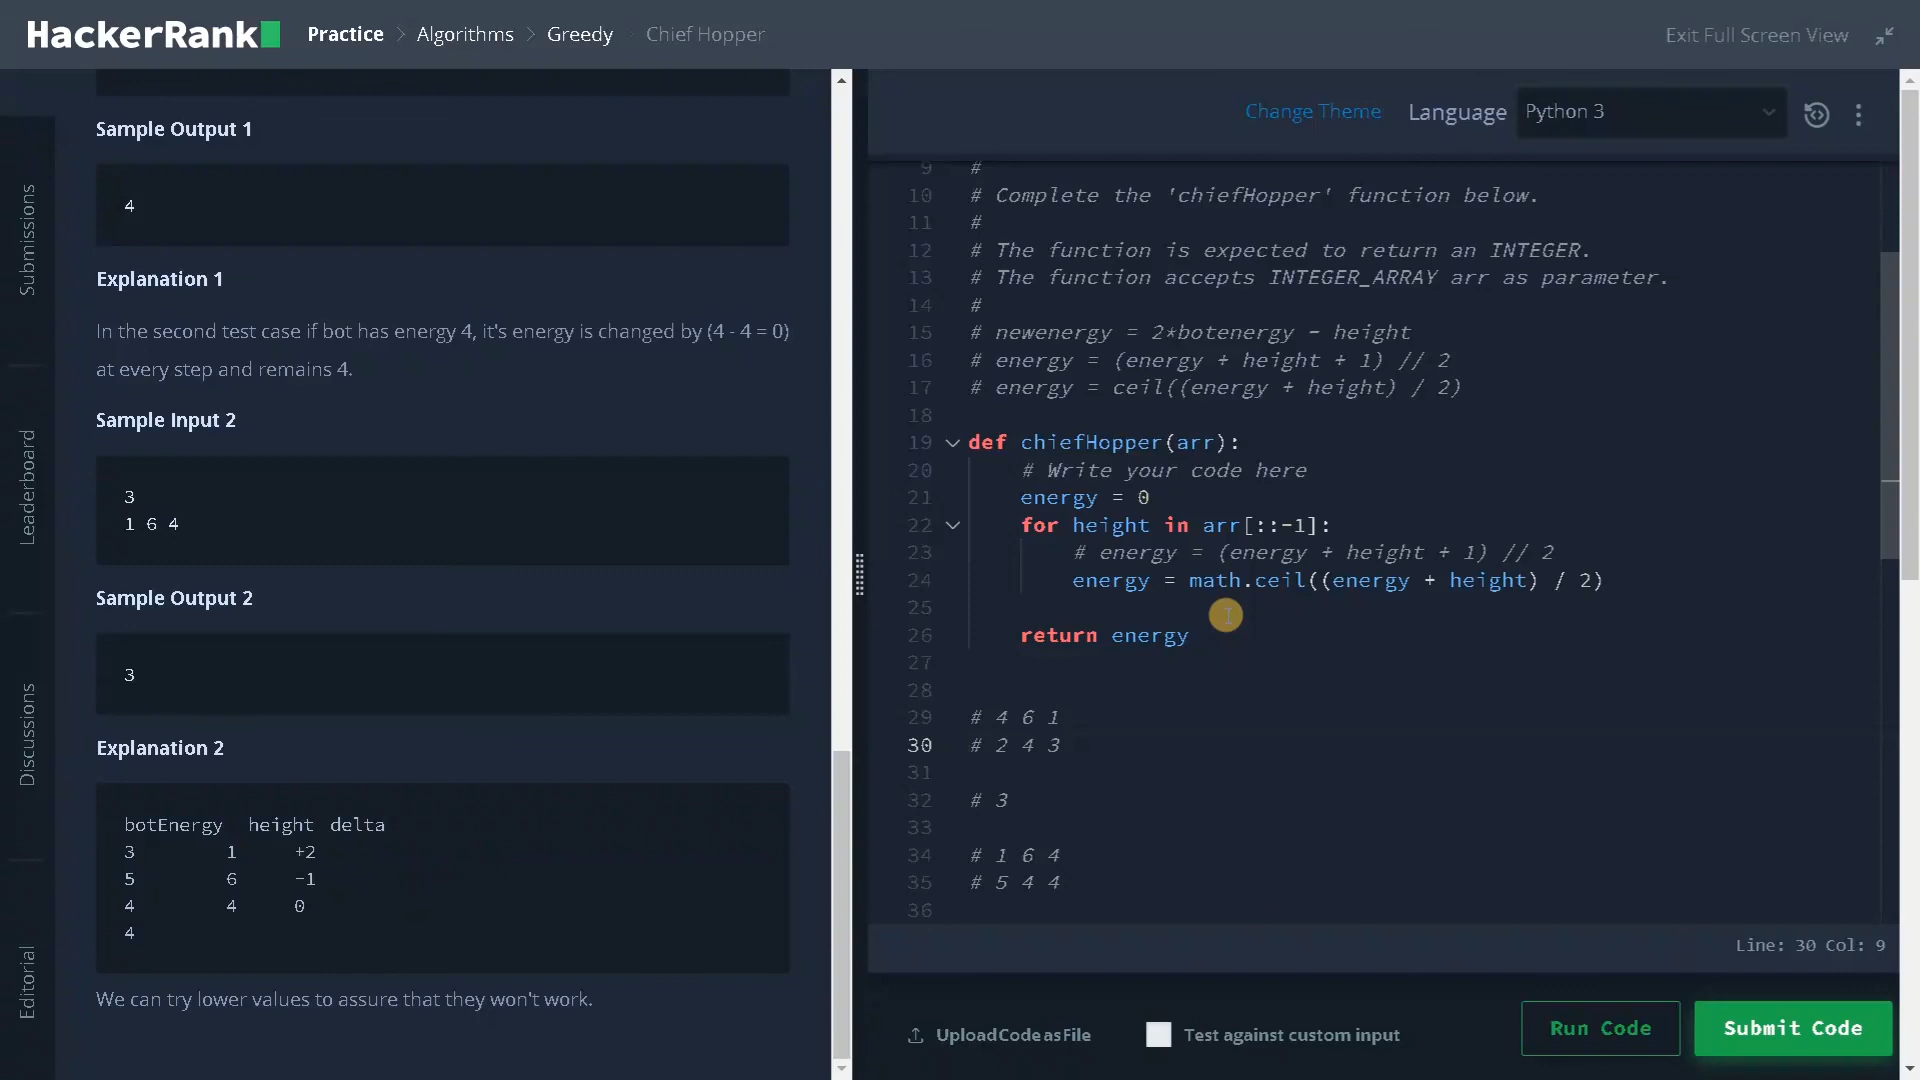 HackerRank Practice > Algorithms > Greedy Chief Hopper Exit Full Screen View
Submissions
Leaderboard
Discussions
Editorial
Sample Output 1
4
Explanation 1
In the second test case if bot has energy 4, it's energy is changed by (4 - 4 = 0)
at every step and remains 4.
Sample Input 2
3
1 6 4
Sample Output 2
3
Explanation 2
botEnergy height delta
3 1 +2
5 6 -1
4 4 0
4
We can try lower values to assure that they won't work.
Change Theme Language Python 3
9 #
10 # Complete the 'chiefHopper' function below.
11 #
12 # The function is expected to return an INTEGER.
13 # The function accepts INTEGER_ARRAY arr as parameter.
14 #
15 # newenergy = 2*botenergy - height
16 # energy = (energy + height + 1) // 2
17 # energy = ceil((energy + height) / 2)
18
19 def chiefHopper(arr):
20 # Write your code here
21 energy = 0
22 for height in arr[::-1]:
23 # energy = (energy + height + 1) // 2
24 energy = math.ceil((energy + height) / 2)
25
26 return energy
27
28
29 # 4 6 1
30 # 2 4 3
31
32 # 3
33
34 # 1 6 4
35 # 5 4 4
36
Line: 30 Col: 9
Upload Code as File Test against custom input Run Code Submit Code